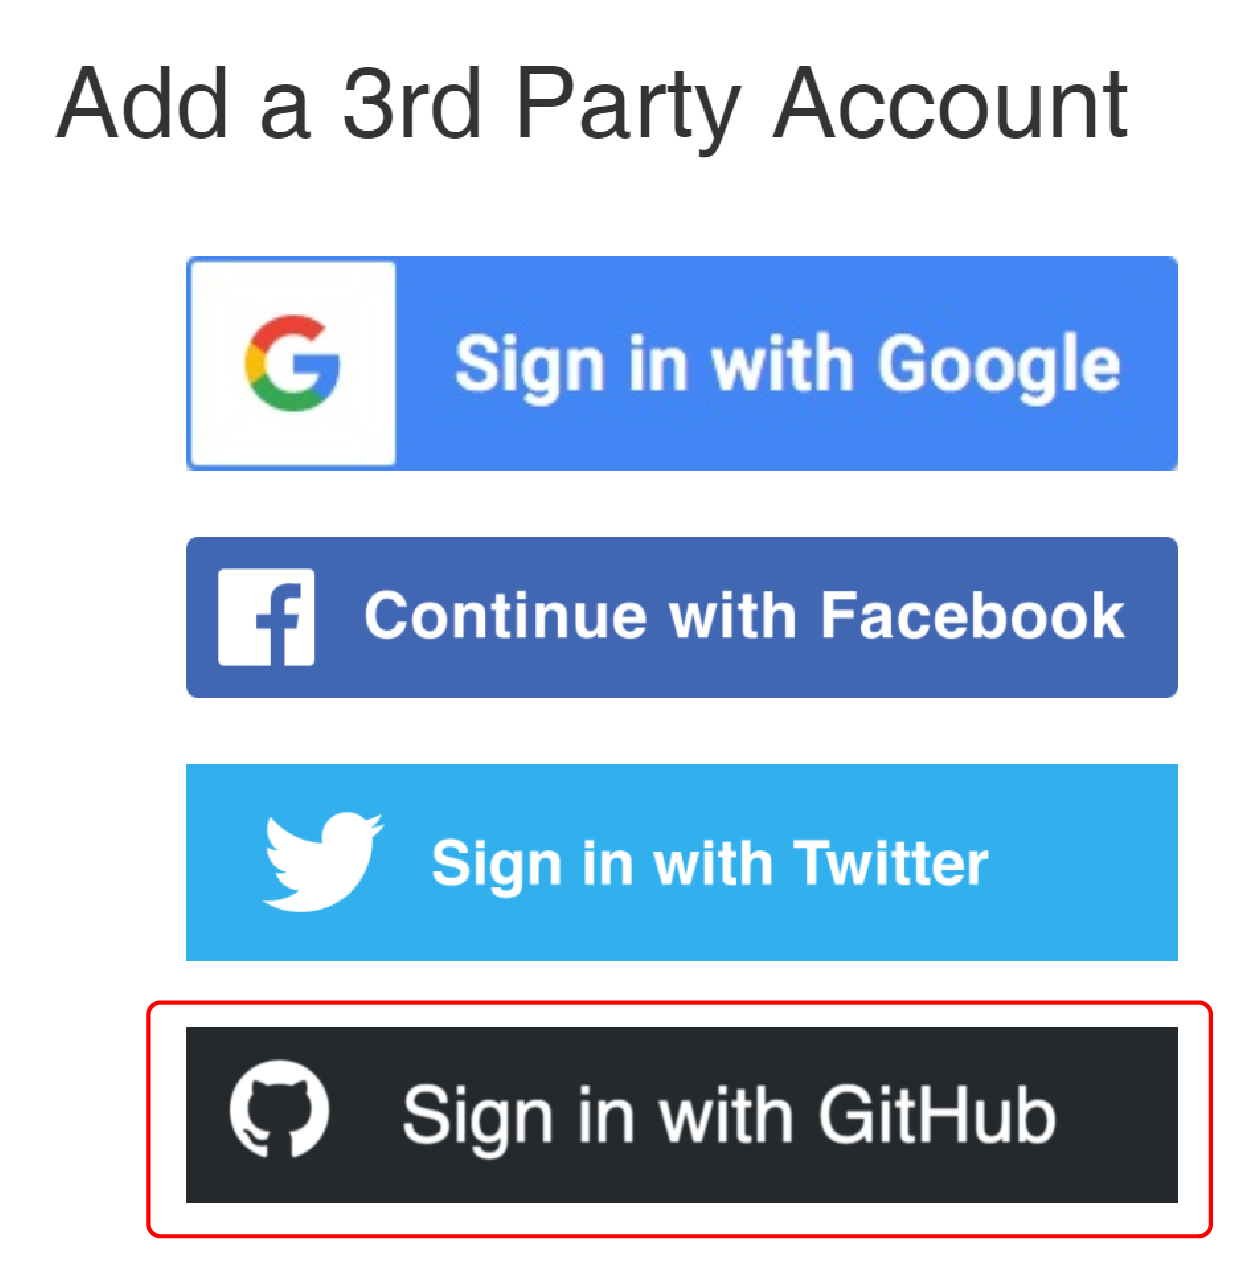 Add a 3rd Party Account
Sign in with Google
Continue with Facebook
Sign in with Twitter
Sign in with GitHub